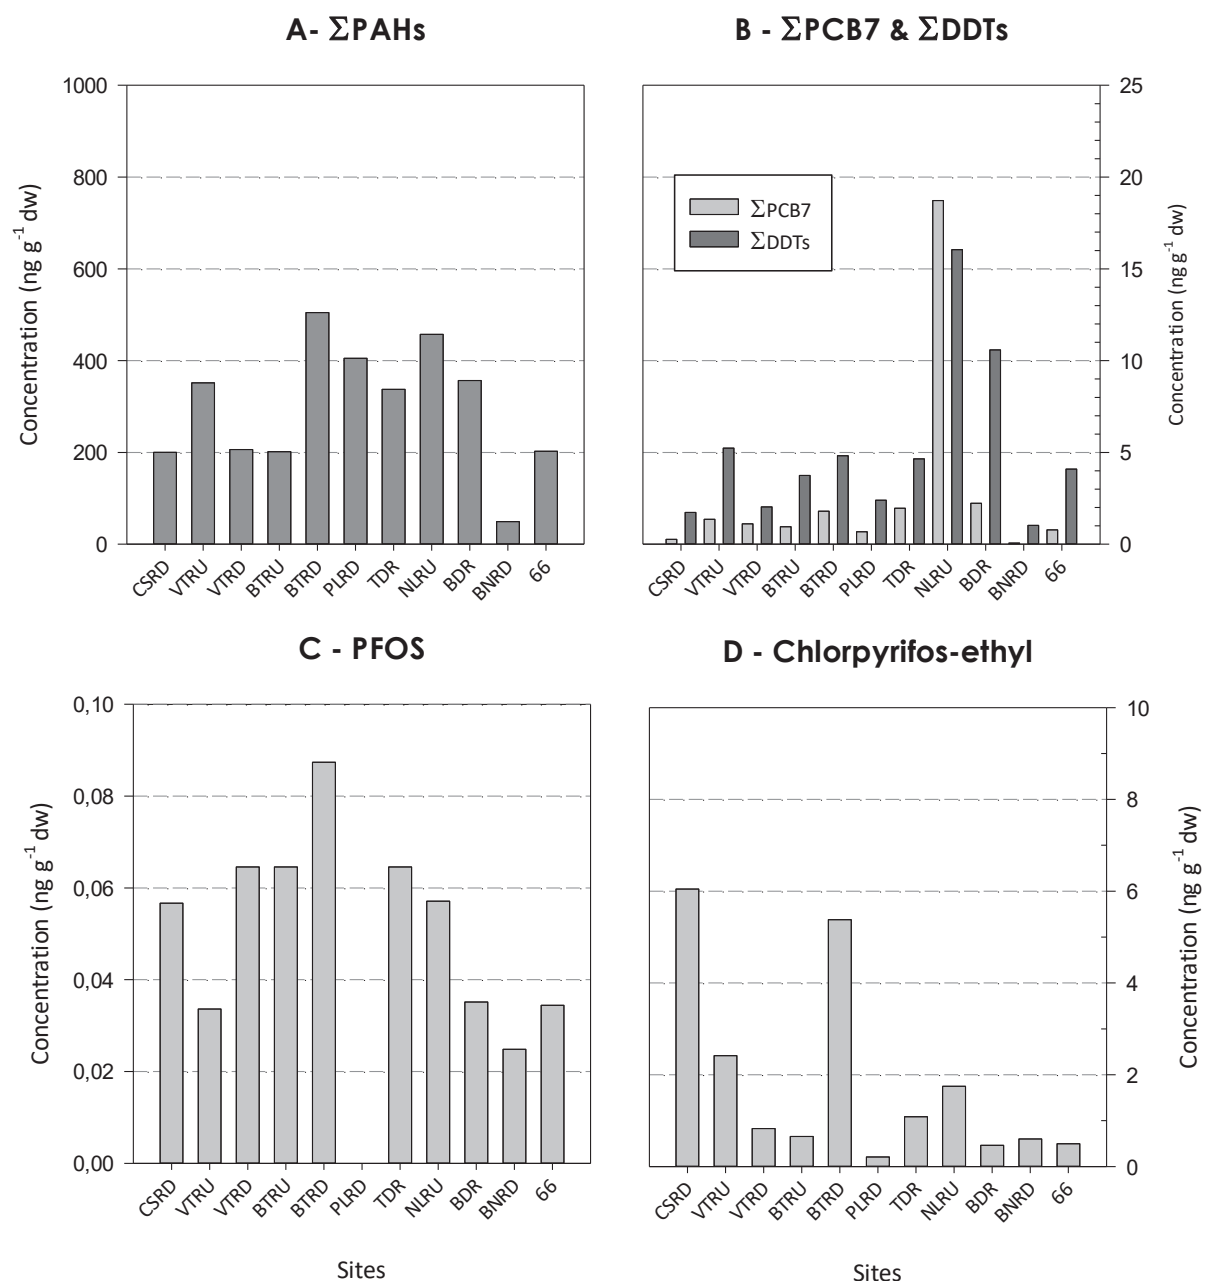 A- ΣPAHs
B - ΣPCB7 & ΣDDTs
1000
800
600
400
200
0
Concentration (ng g-1 dw)
CSRD VTRU VTRD BTRU BTRD PLRD TDR NLRU BDR BNRD 66
ΣPCB7
ΣDDTs
25
20
15
10
5
0
Concentration (ng g-1 dw)
CSRD VTRU VTRD BTRU BTRD PLRD TDR NLRU BDR BNRD 66
C - PFOS
D - Chlorpyrifos-ethyl
0,10
0,08
0,06
0,04
0,02
0,00
Concentration (ng g-1 dw)
CSRD VTRU VTRD BTRU BTRD PLRD TDR NLRU BDR BNRD 66
Sites
10
8
6
4
2
0
Concentration (ng g-1 dw)
CSRD VTRU VTRD BTRU BTRD PLRD TDR NLRU BDR BNRD 66
Sites